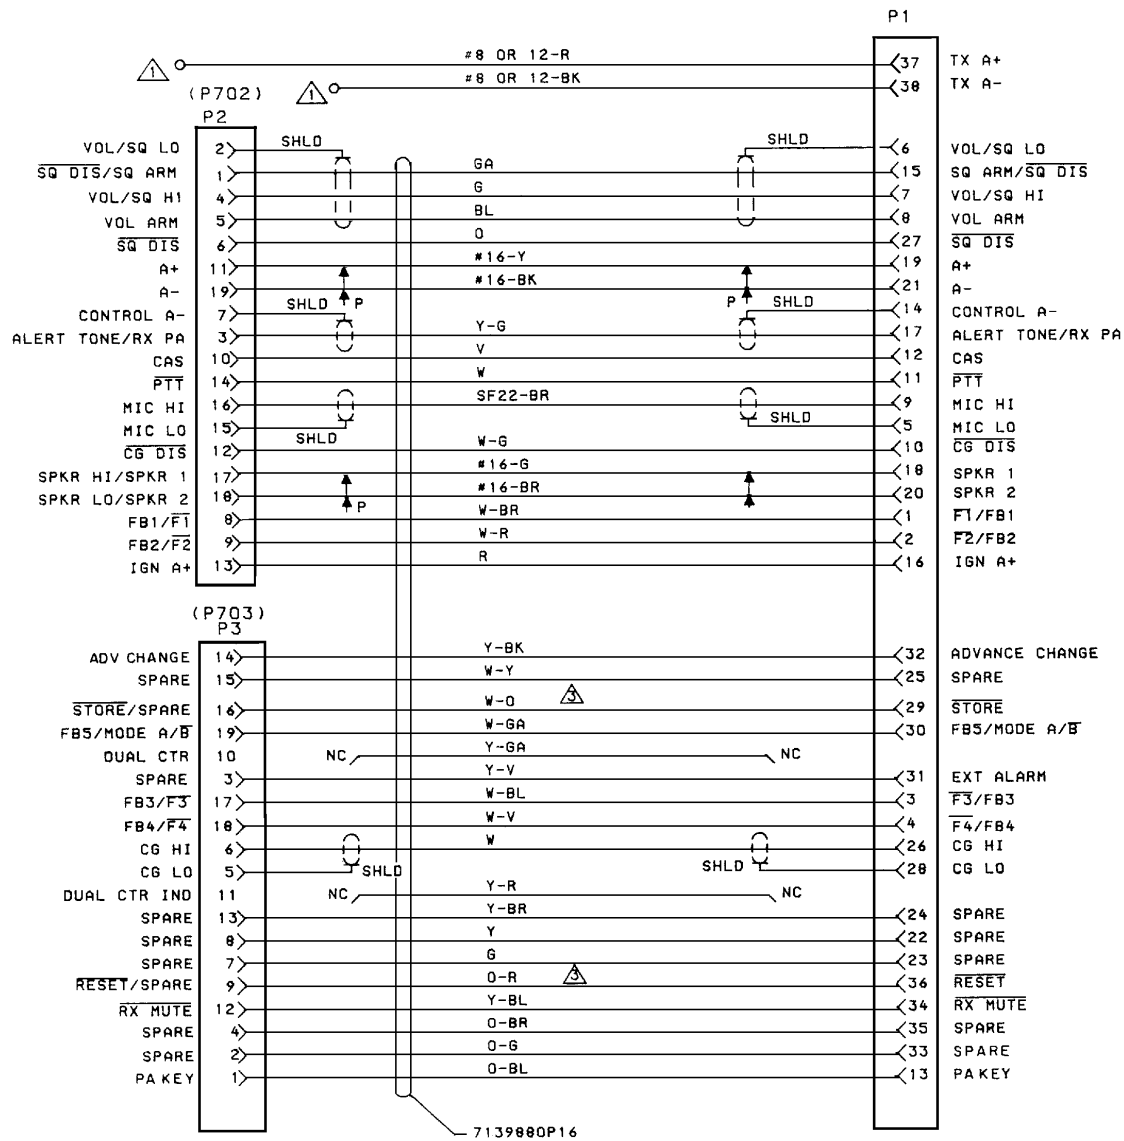 P1
#8 OR 12-R 37 TX A+
1
#8 OR 12-BK 38 TX A-
1
(P702)
P2
VOL/SQ LO 2 SHLD SHLD 6 VOL/SQ LO
SQ DIS/SQ ARM 1 GA 15 SQ ARM/SQ DIS
VOL/SQ H1 4 G 7 VOL/SQ HI
VOL ARM 5 BL 8 VOL ARM
SQ DIS 6 O 27 SQ DIS
A+ 11 #16-Y 19 A+
A- 19 #16-BK 21 A-
P P
CONTROL A- 7 SHLD SHLD 14 CONTROL A-
ALERT TONE/RX PA 3 Y-G 17 ALERT TONE/RX PA
CAS 10 V 12 CAS
PTT 14 W 11 PTT
MIC HI 16 SF22-BR 9 MIC HI
MIC LO 15 SHLD SHLD 5 MIC LO
CG DIS 12 W-G 10 CG DIS
SPKR HI/SPKR 1 17 #16-G 18 SPKR 1
SPKR LO/SPKR 2 18 #16-BR 20 SPKR 2
P
FB1/F1 8 W-BR 1 F1/FB1
FB2/F2 9 W-R 2 F2/FB2
IGN A+ 13 R 16 IGN A+
(P703)
P3
ADV CHANGE 14 Y-BK 32 ADVANCE CHANGE
SPARE 15 W-Y 25 SPARE
3
STORE/SPARE 16 W-O 29 STORE
FB5/MODE A/B 19 W-GA 30 FB5/MODE A/B
DUAL CTR 10 NC Y-GA NC
SPARE 3 Y-V 31 EXT ALARM
FB3/F3 17 W-BL 3 F3/FB3
FB4/F4 18 W-V 4 F4/FB4
CG HI 6 W 26 CG HI
CG LO 5 SHLD SHLD 28 CG LO
DUAL CTR IND 11 NC Y-R NC
SPARE 13 Y-BR 24 SPARE
SPARE 8 Y 22 SPARE
SPARE 7 G 23 SPARE
RESET/SPARE 9 O-R 3 36 RESET
RX MUTE 12 Y-BL 34 RX MUTE
SPARE 4 O-BR 35 SPARE
SPARE 2 O-G 33 SPARE
PA KEY 1 O-BL 13 PA KEY
7139880P16